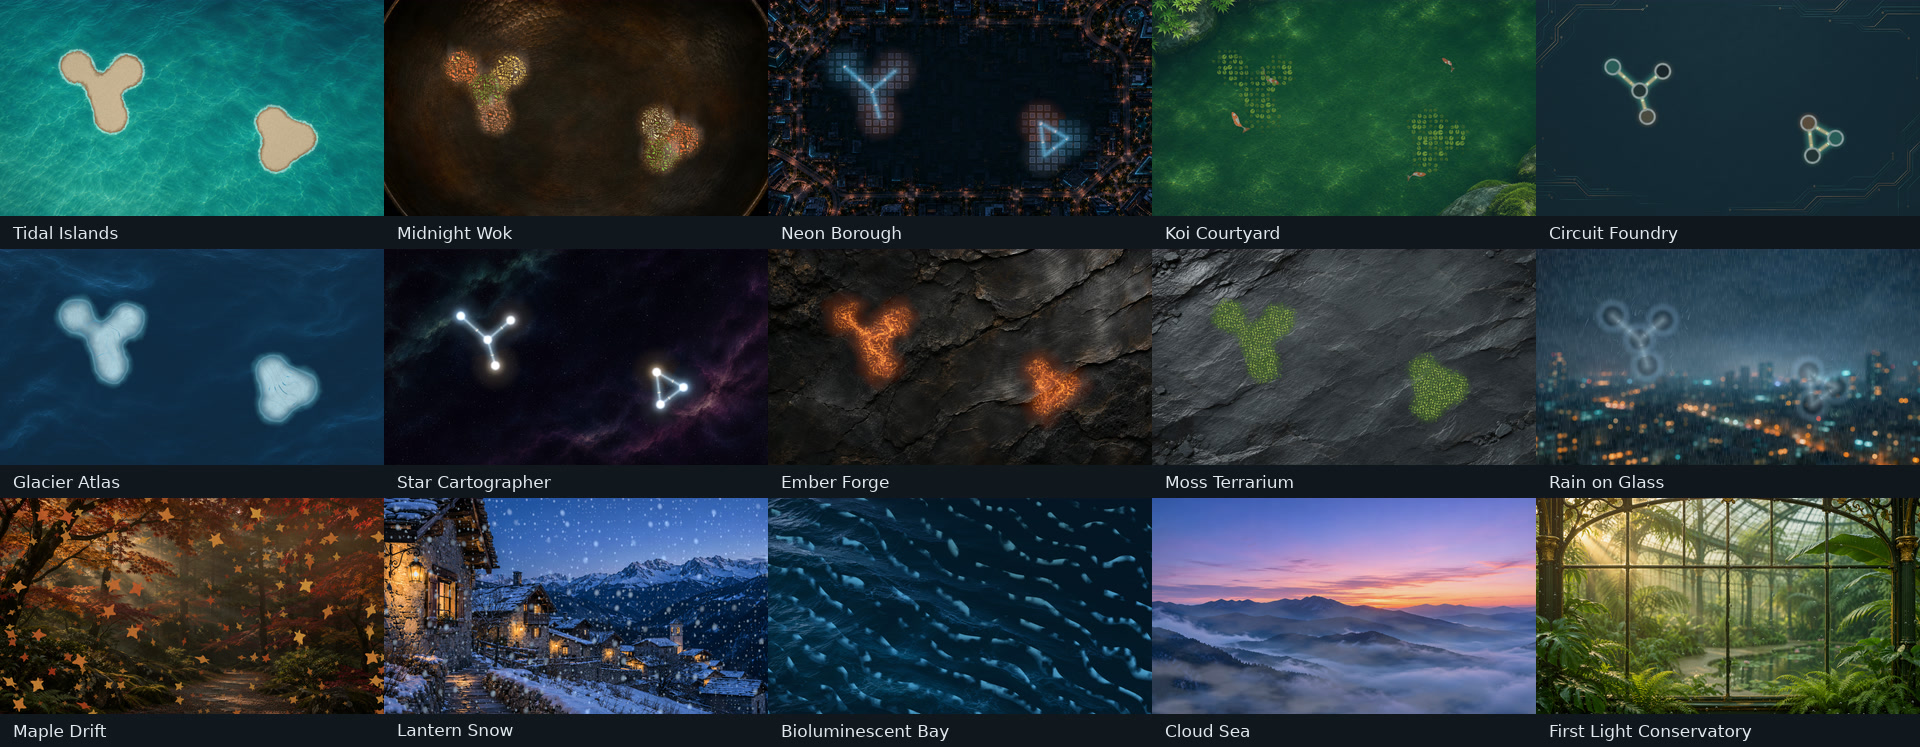 Tidal Islands
Midnight Wok
Neon Borough
Koi Courtyard
Circuit Foundry
Glacier Atlas
Star Cartographer
Ember Forge
Moss Terrarium
Rain on Glass
Maple Drift
Lantern Snow
Bioluminescent Bay
Cloud Sea
First Light Conservatory